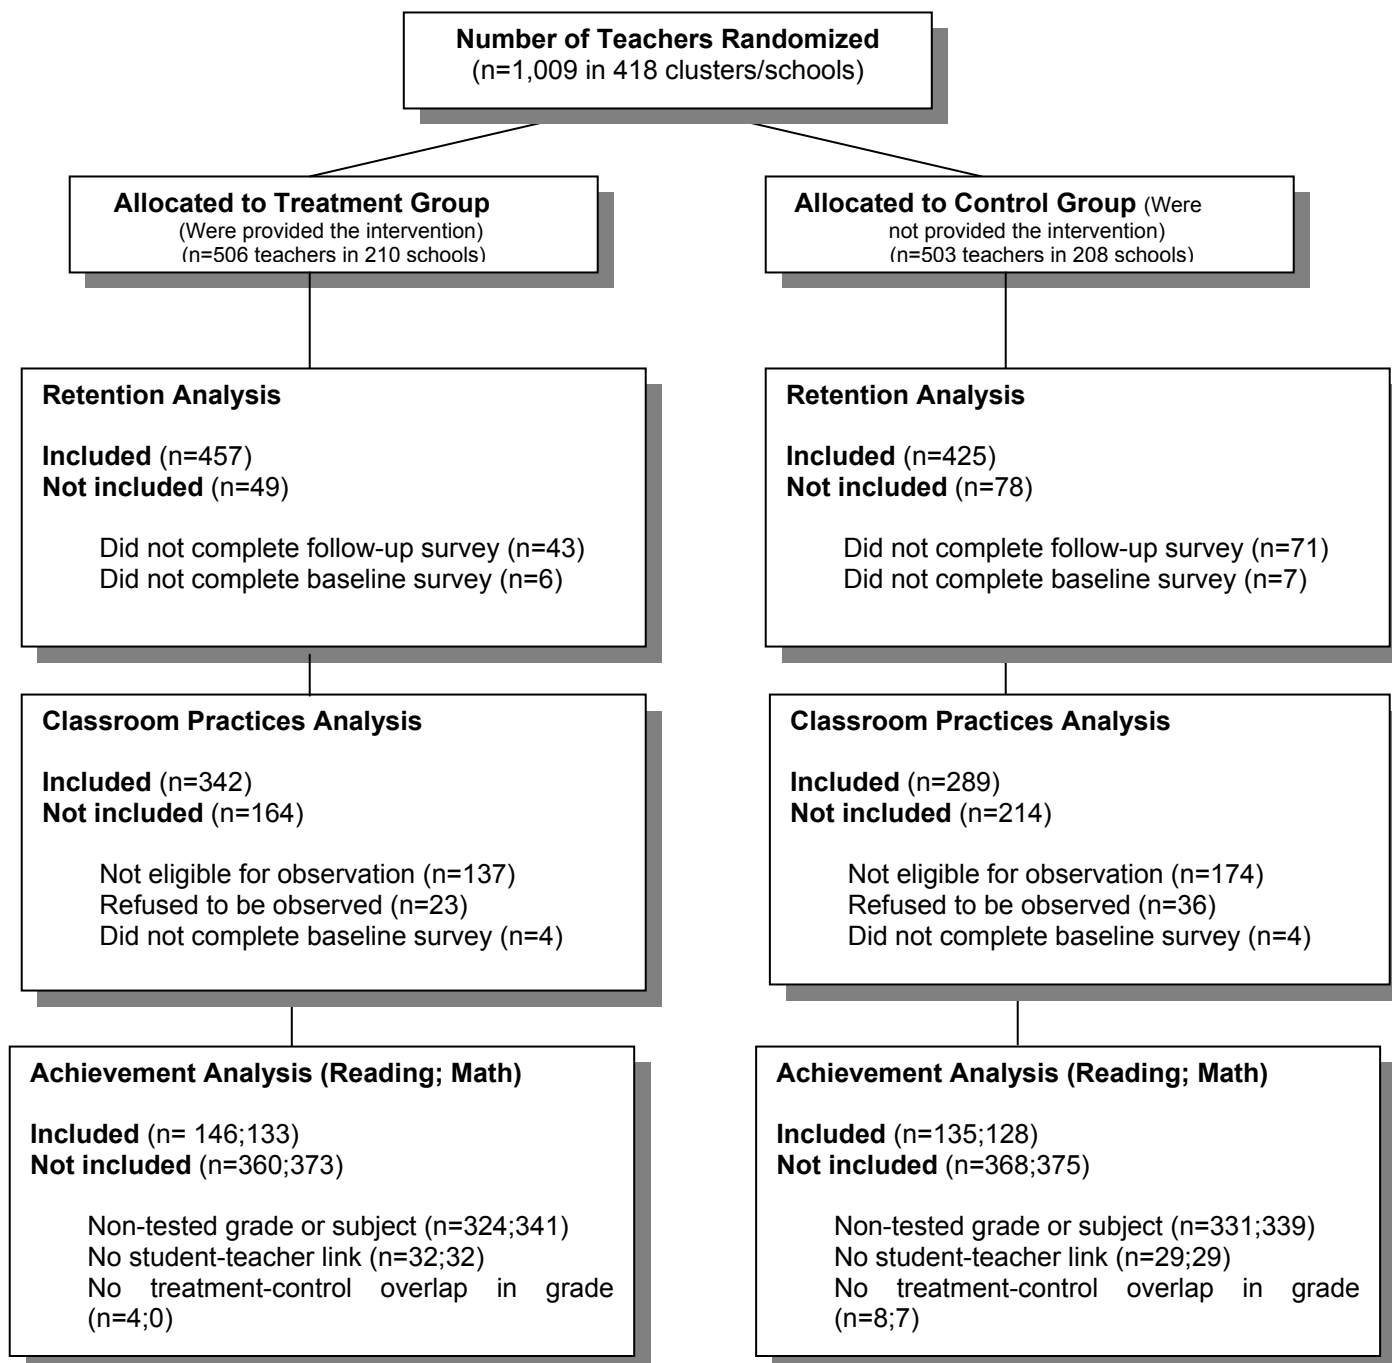 Number of Teachers Randomized
(n=1,009 in 418 clusters/schools)
Allocated to Treatment Group
(Were provided the intervention)
(n=506 teachers in 210 schools)
Allocated to Control Group (Were
not provided the intervention)
(n=503 teachers in 208 schools)
Retention Analysis
Included (n=457)
Not included (n=49)
Did not complete follow-up survey (n=43)
Did not complete baseline survey (n=6)
Retention Analysis
Included (n=425)
Not included (n=78)
Did not complete follow-up survey (n=71)
Did not complete baseline survey (n=7)
Classroom Practices Analysis
Included (n=342)
Not included (n=164)
Not eligible for observation (n=137)
Refused to be observed (n=23)
Did not complete baseline survey (n=4)
Classroom Practices Analysis
Included (n=289)
Not included (n=214)
Not eligible for observation (n=174)
Refused to be observed (n=36)
Did not complete baseline survey (n=4)
Achievement Analysis (Reading; Math)
Included (n= 146;133)
Not included (n=360;373)
Non-tested grade or subject (n=324;341)
No student-teacher link (n=32;32)
No treatment-control overlap in grade
(n=4;0)
Achievement Analysis (Reading; Math)
Included (n=135;128)
Not included (n=368;375)
Non-tested grade or subject (n=331;339)
No student-teacher link (n=29;29)
No treatment-control overlap in grade
(n=8;7)